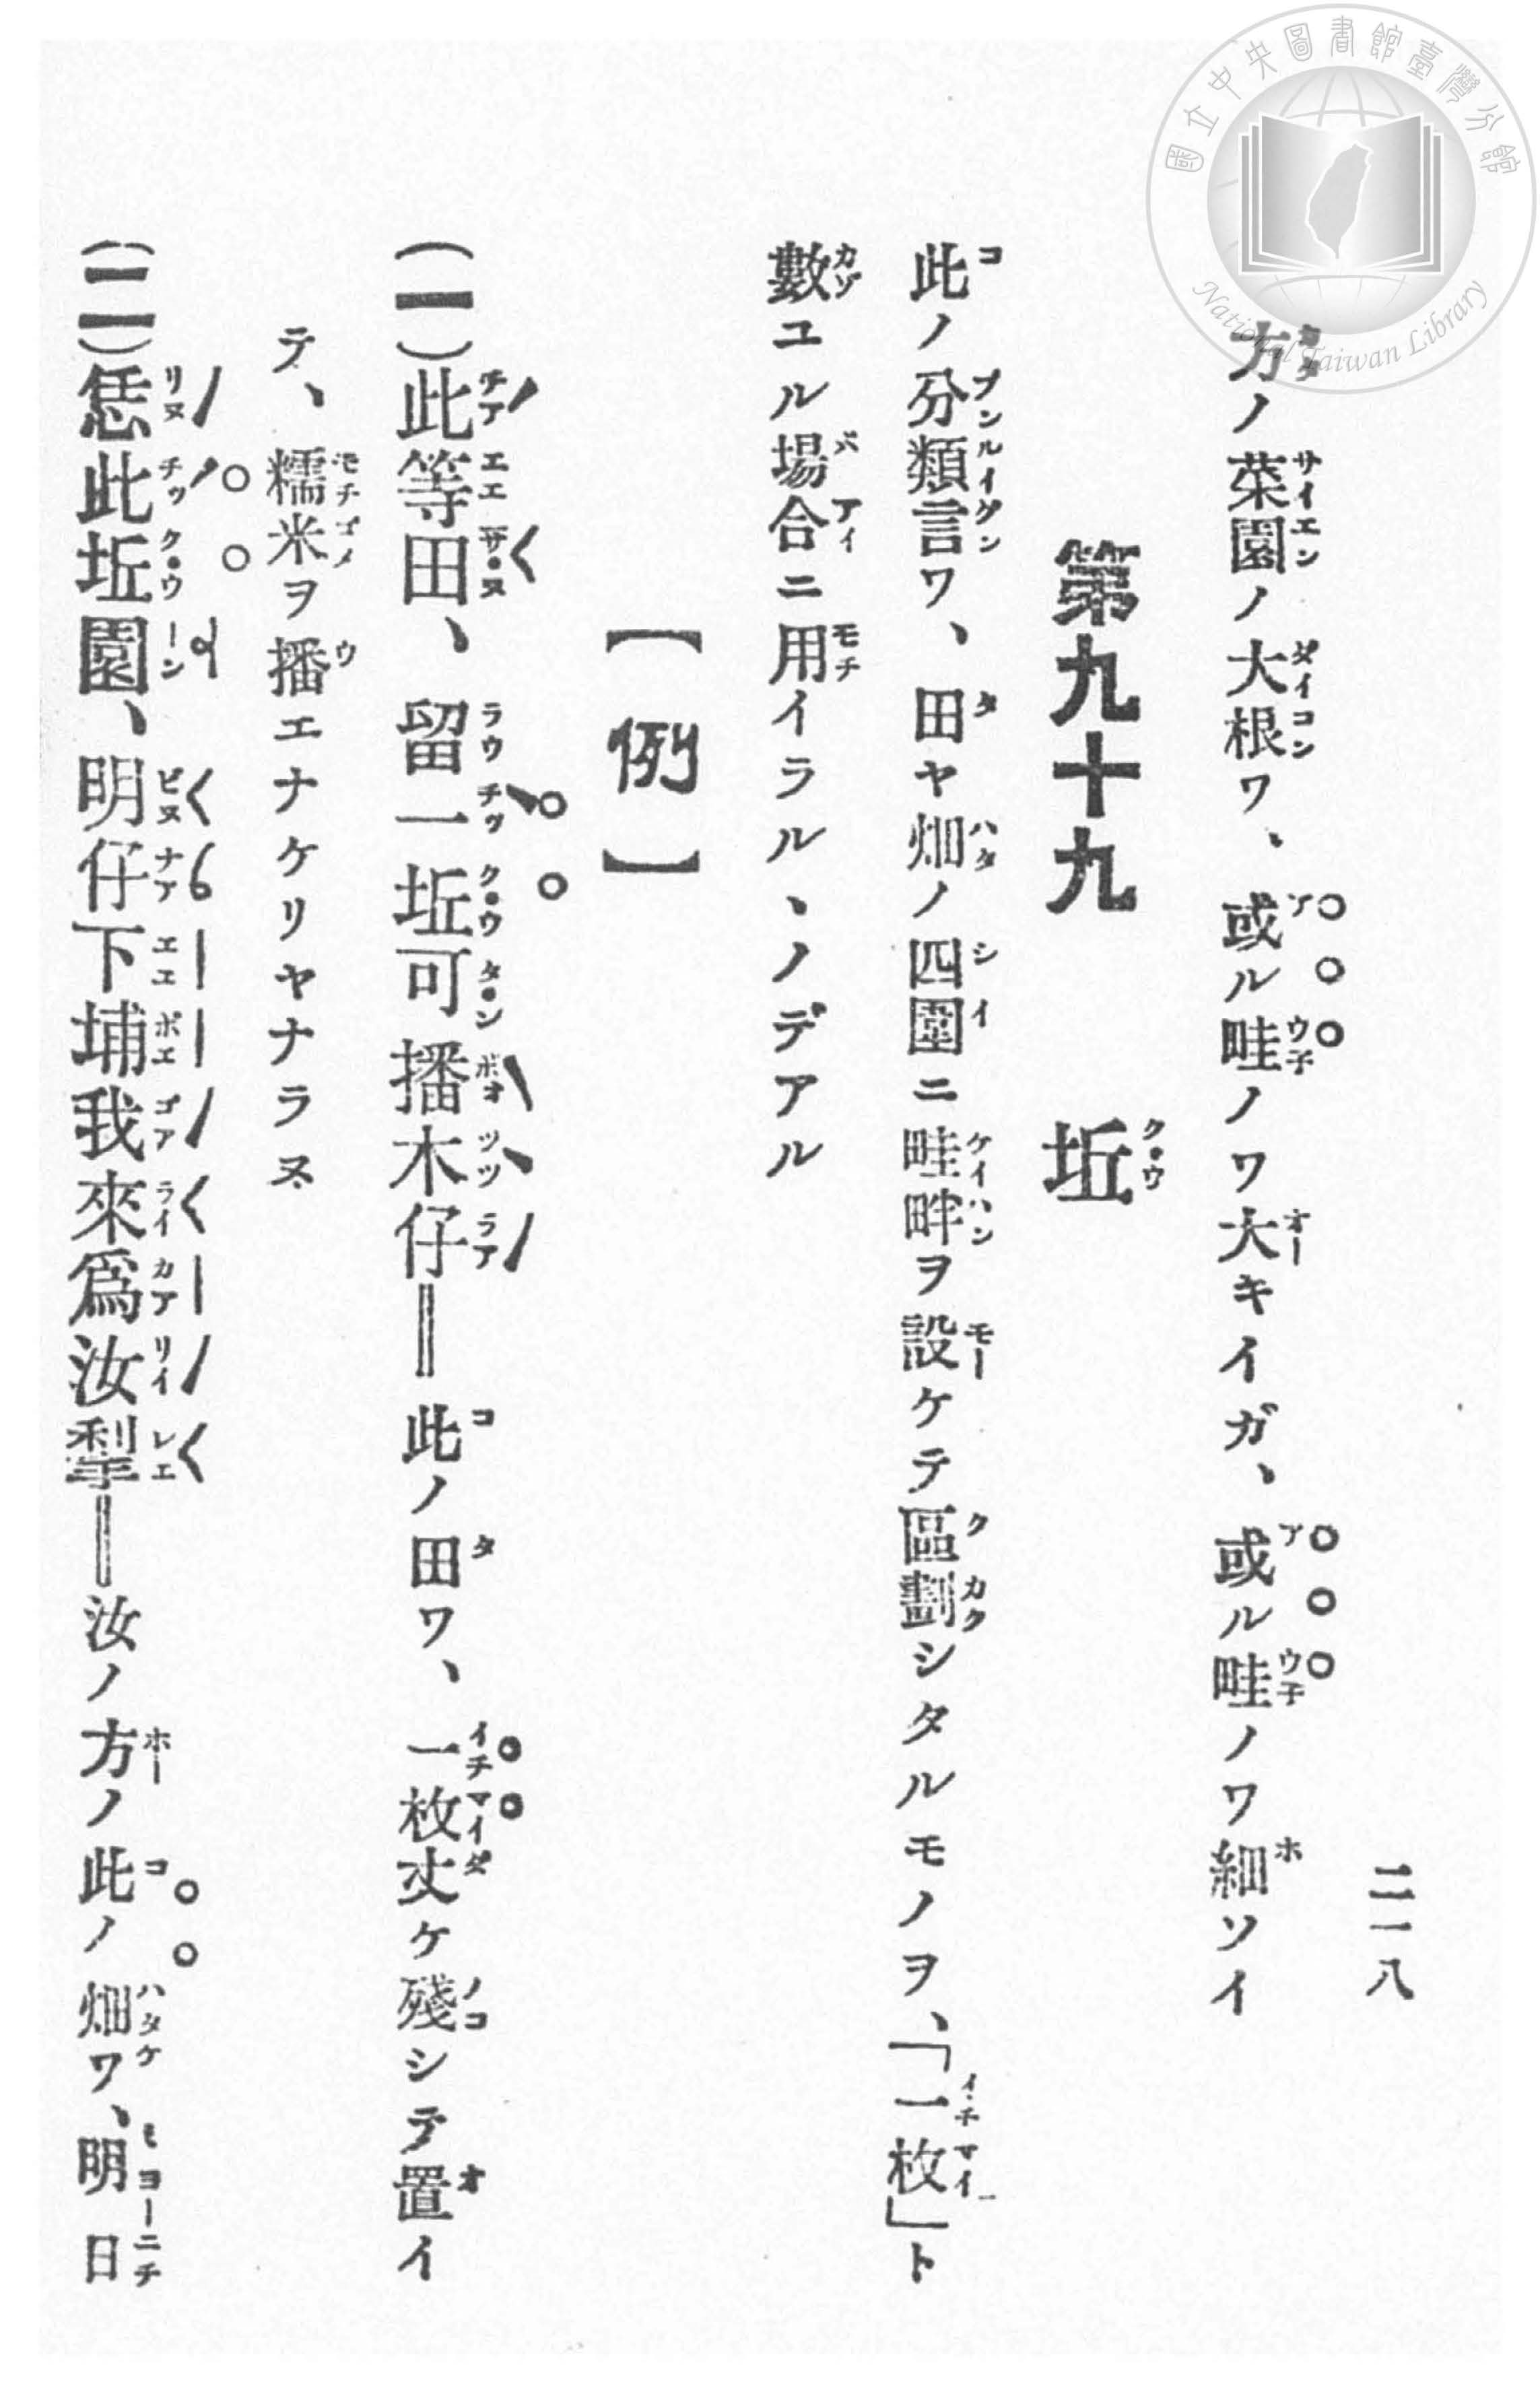 國立中央圖書館臺灣分館
National Taiwan Library
二一八
方ノ菜園ノ大根ワ、或ル畦ノワ大キイガ、或ル畦ノワ細ソイ
第九十九 坵
此ノ分類言ワ、田ヤ畑ノ四圍ニ畦畔ヲ設ケテ區劃シタルモノヲ、「一枚」ト
數ユル場合ニ用イラル、ノデアル
【例】
(一)此等田、留一坵可播木仔‖此ノ田ワ、一枚丈ケ殘シテ置イ
テ、糯米ヲ播エナケリヤナラヌ
(二)恁此坵園、明仔下埔我來爲汝犁‖汝ノ方ノ此ノ畑ワ、明日